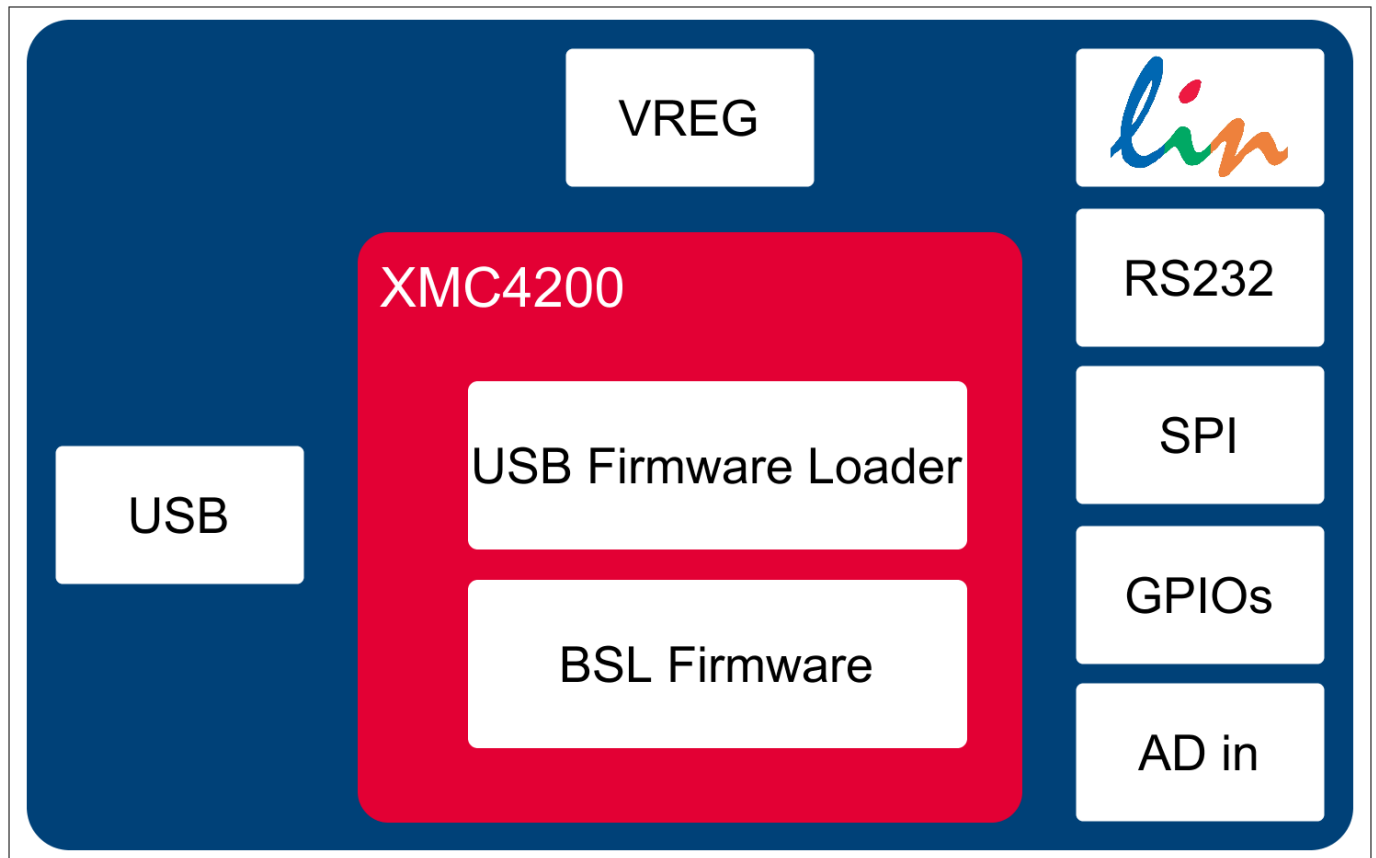 VREG
lin
XMC4200
RS232
USB Firmware Loader
SPI
USB
BSL Firmware
GPIOs
AD in